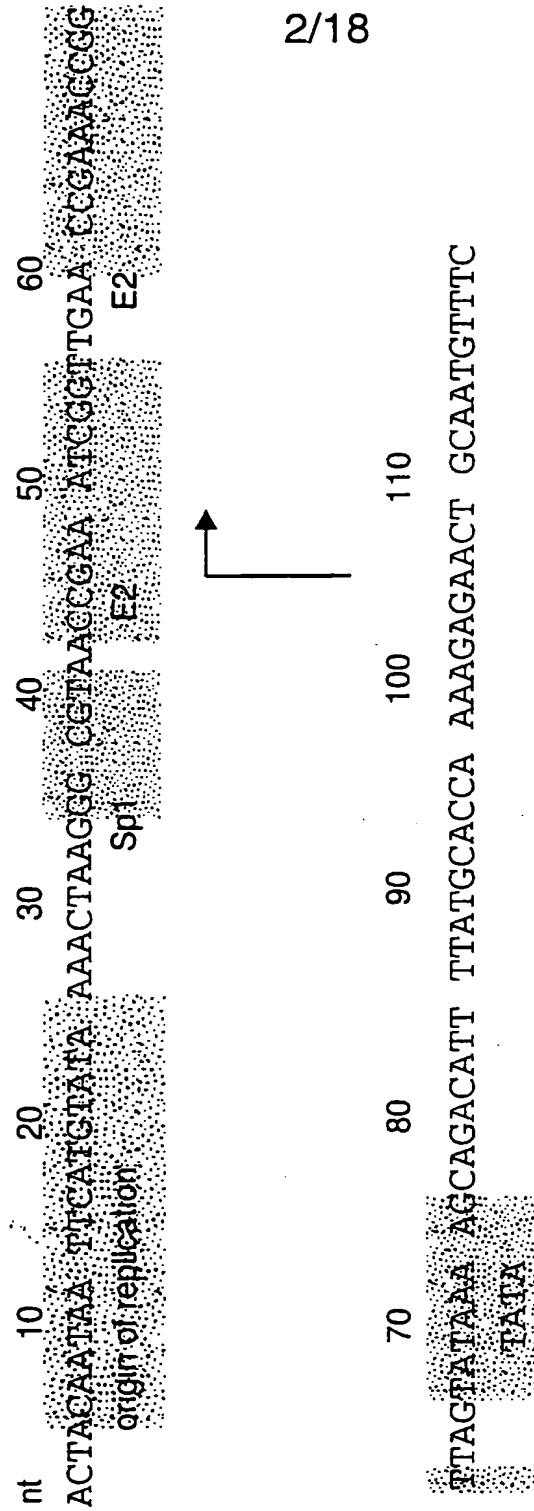 2/18
nt 10 20 30 40 50 60
ACTACAATAA TTCATGTATA AAACTAAGGG CGTAACCGAA ATCGGTTGAA CCGAAACCGG
origin of replication Sp1 E2 E2
70 80 90 100 110
TTAGTATAAA AGCAGACATT TTATGCACCA AAAGAGAACT GCAATGTTTC
TATA